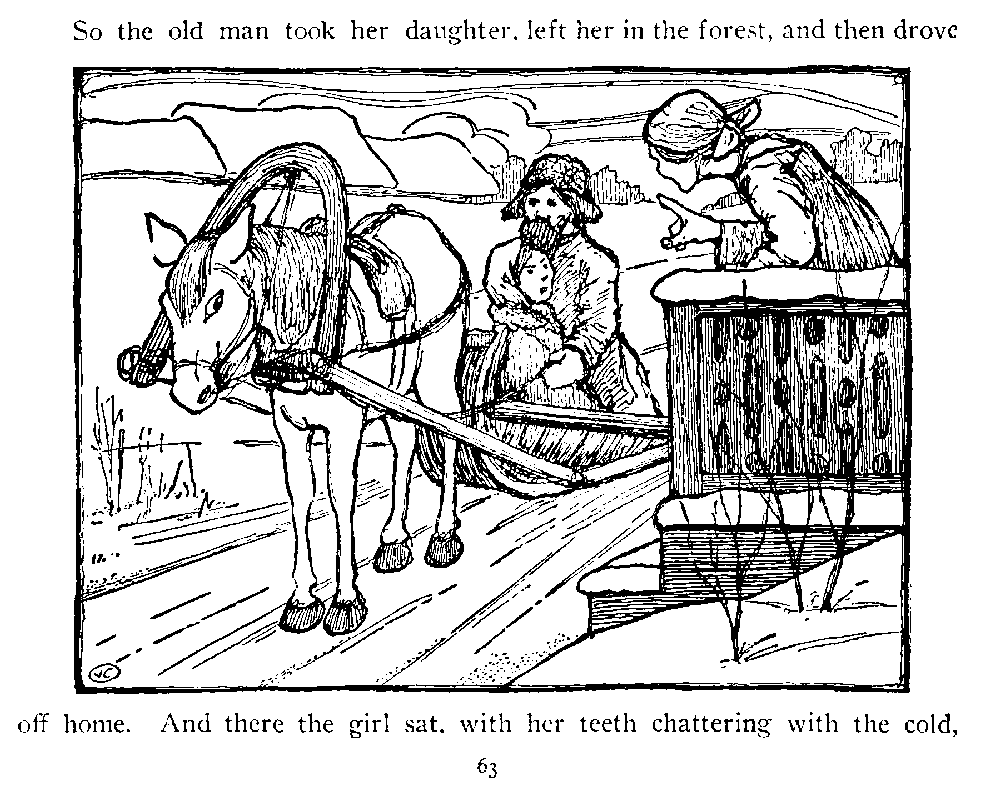 So the old man took her daughter, left her in the forest, and then drove
off home. And there the girl sat, with her teeth chattering with the cold,
63